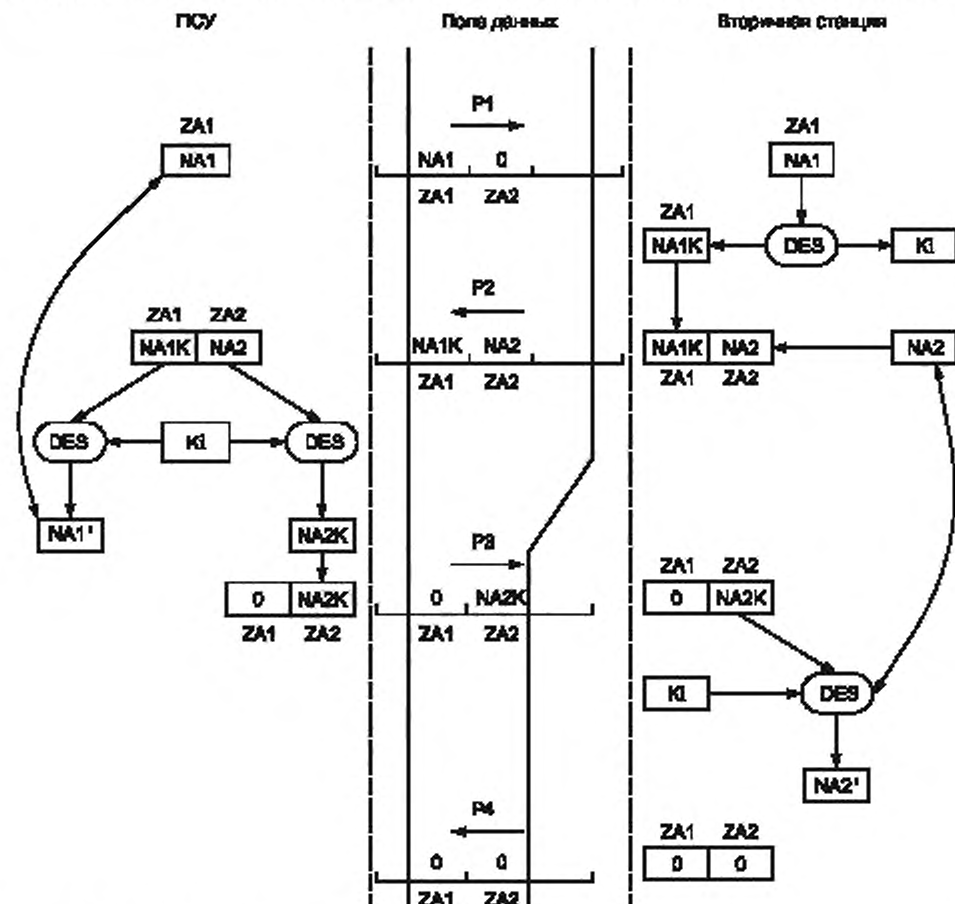 ПСУ Поле данных Вторичная станция
P1
ZA1 ZA1
NA1 NA1 0 NA1
ZA1 ZA2
ZA1
NA1K DES Ki
P2
ZA1 ZA2
NA1K NA2 NA1K NA2 NA1K NA2 NA2
ZA1 ZA2 ZA1 ZA2
DES Ki DES
NA1' NA2K
P3
ZA1 ZA2
0 NA2K 0 NA2K 0 NA2K
ZA1 ZA2 ZA1 ZA2
Ki DES
NA2'
P4
ZA1 ZA2
0 0 0 0
ZA1 ZA2